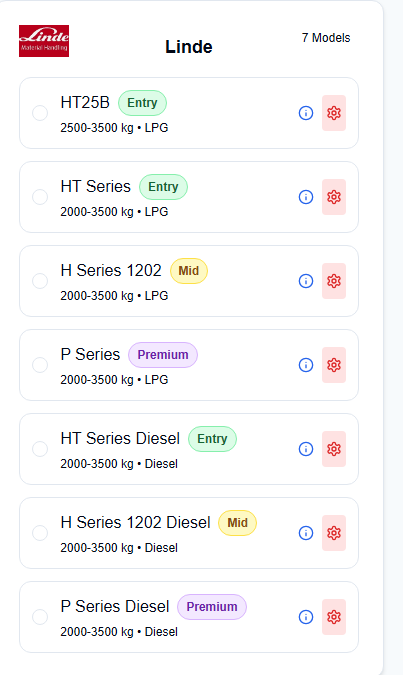 Linde
Material Handling
Linde
7 Models
HT25B Entry
2500-3500 kg • LPG
HT Series Entry
2000-3500 kg • LPG
H Series 1202 Mid
2000-3500 kg • LPG
P Series Premium
2000-3500 kg • LPG
HT Series Diesel Entry
2000-3500 kg • Diesel
H Series 1202 Diesel Mid
2000-3500 kg • Diesel
P Series Diesel Premium
2000-3500 kg • Diesel